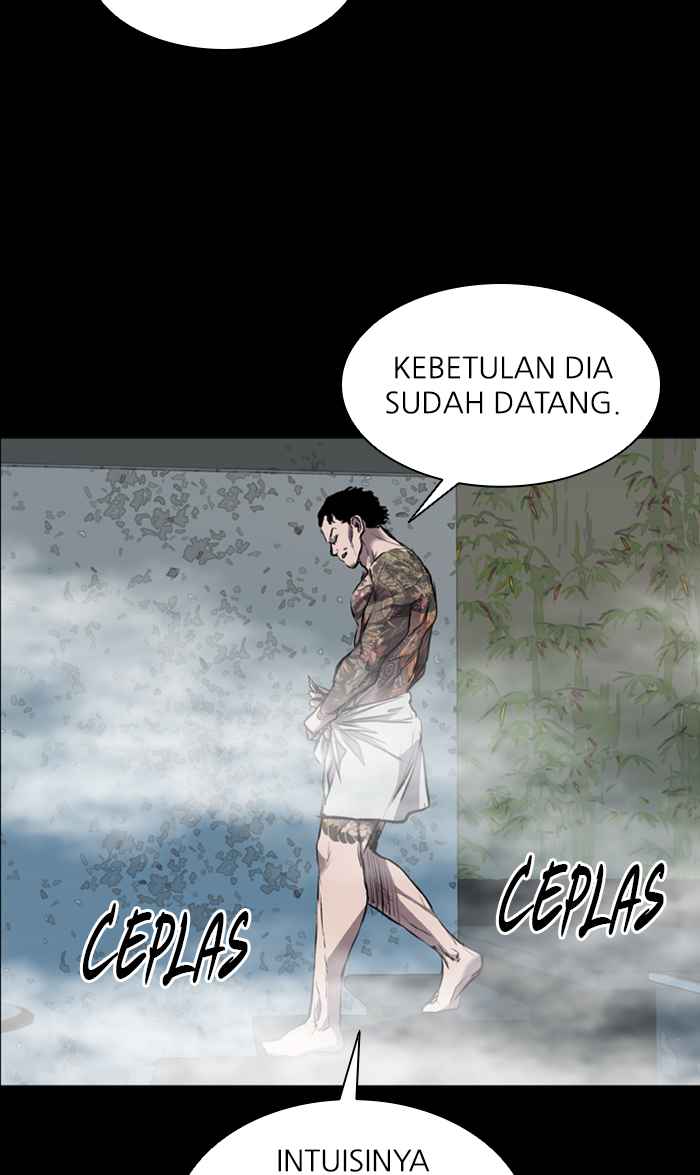 KEBETULAN DIA
SUDAH DATANG.
CEPLAS
CEPLAS
INTUISINYA